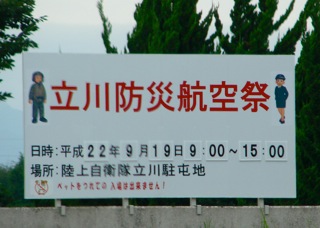 立川防災航空祭
日時:平成22年9月19日9:00~15:00
場所:陸上自衛隊立川駐屯地
ペットをつれての入場は出来ません!